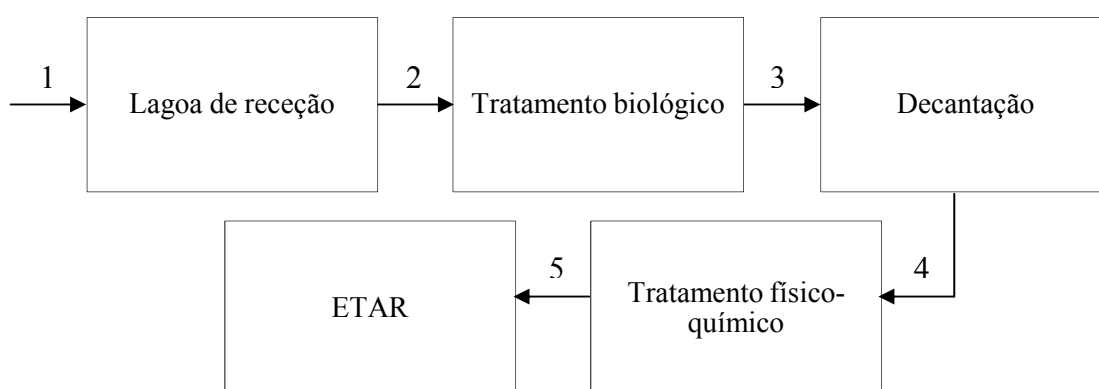 1
Lagoa de receção
2
Tratamento biológico
3
Decantação
4
Tratamento físico-
químico
5
ETAR